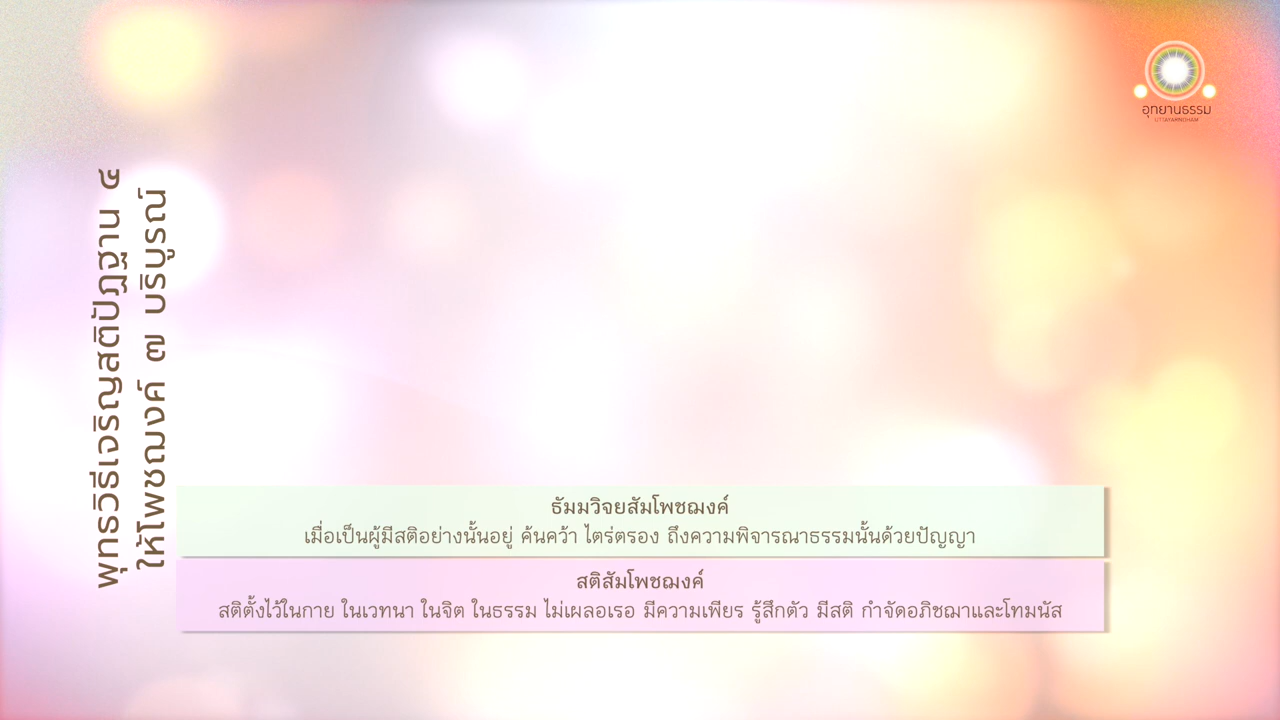 พุทธวิธีเจริญสติปัฏฐาน ๔
ให้โพชฌงค์ ๗ บริบูรณ์
อุทยานธรรม
UTTAYARNDHAM
ธัมมวิจยสัมโพชฌงค์
เมื่อเป็นผู้มีสติอย่างนั้นอยู่ ค้นคว้า ไตร่ตรอง ถึงความพิจารณาธรรมนั้นด้วยปัญญา
สติสัมโพชฌงค์
สติตั้งไว้ในกาย ในเวทนา ในจิต ในธรรม ไม่เผลอเรอ มีความเพียร รู้สึกตัว มีสติ กำจัดอภิชฌาและโทมนัส